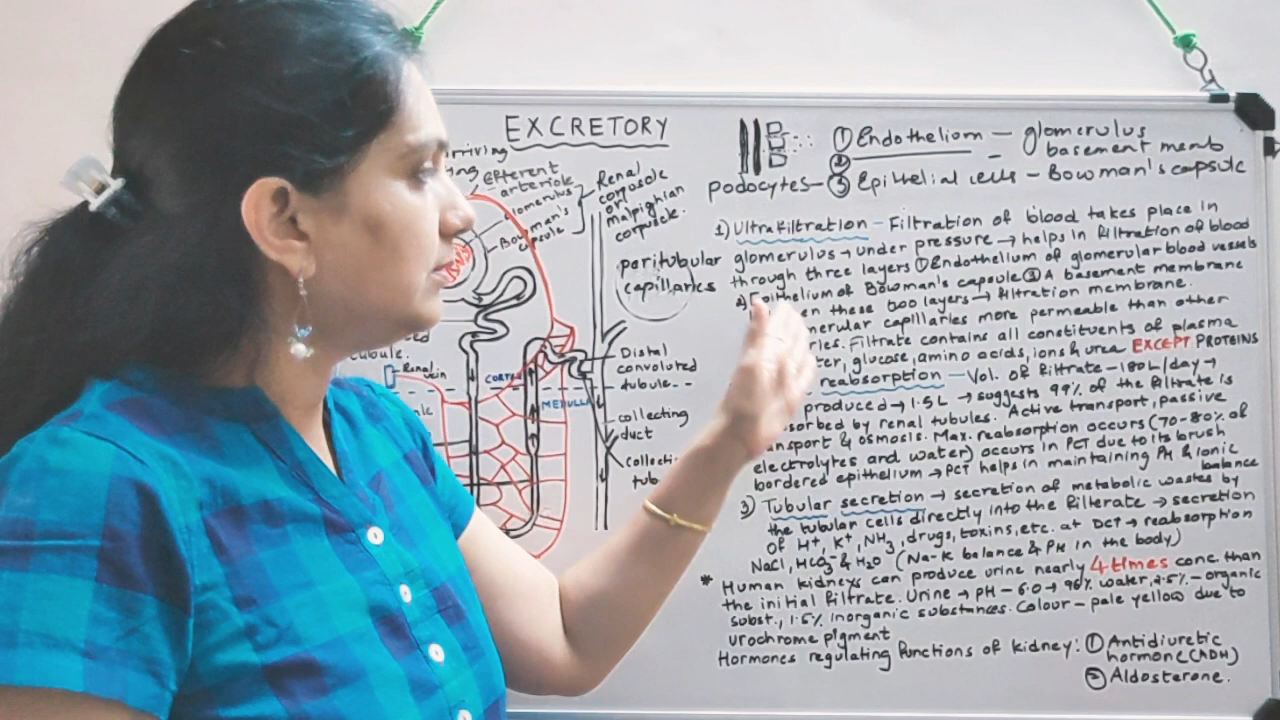 EXCRETORY
Efferent
arteriole
Glomerulus
Bowman's
capsule
Renal
corpuscle
or
malpighian
corpuscle.
peritubular
capillaries
tubule.
Renal
vein
CORTEX
MEDULLA
Distal
convoluted
tubule
collecting
duct
① Endothelium - glomerulus
② - basement memb
podocytes - ③ Epithelial cells - Bowman's capsule
1) Ultrafiltration - Filtration of blood takes place in
glomerulus → under pressure → helps in filtration of blood
through three layers ① Endothelium of glomerular blood vessels
2) Epithelium of Bowman's capsule ③ A basement membrane
these two layers → filtration membrane.
capillaries more permeable than other
Filtrate contains all constituents of plasma
glucose, amino acids, ions & urea EXCEPT PROTEINS
reabsorption - Vol. of filtrate - 180L/day →
produced → 1.5 L → suggests 99% of the filtrate is
by renal tubules. Active transport, passive
& osmosis. Max. reabsorption occurs (70-80% of
electrolytes and water) occurs in PCT due to its brush
bordered epithelium → PCT helps in maintaining PH & ionic
balance
3) Tubular secretion → secretion of metabolic wastes by
the tubular cells directly into the filterate → secretion
of H+, K+, NH3, drugs, toxins, etc. at DCT → reabsorption
NaCl, HCO3- & H2O (Na-K balance & PH in the body)
* Human kidneys can produce urine nearly 4 times conc. than
the initial filtrate. Urine → PH - 6.0 → 96% water, 2.5% - organic
subst., 1.5% inorganic substances. Colour - pale yellow due to
urochrome pigment
Hormones regulating functions of kidney: ① Antidiuretic
hormone (ADH)
② Aldosterone.